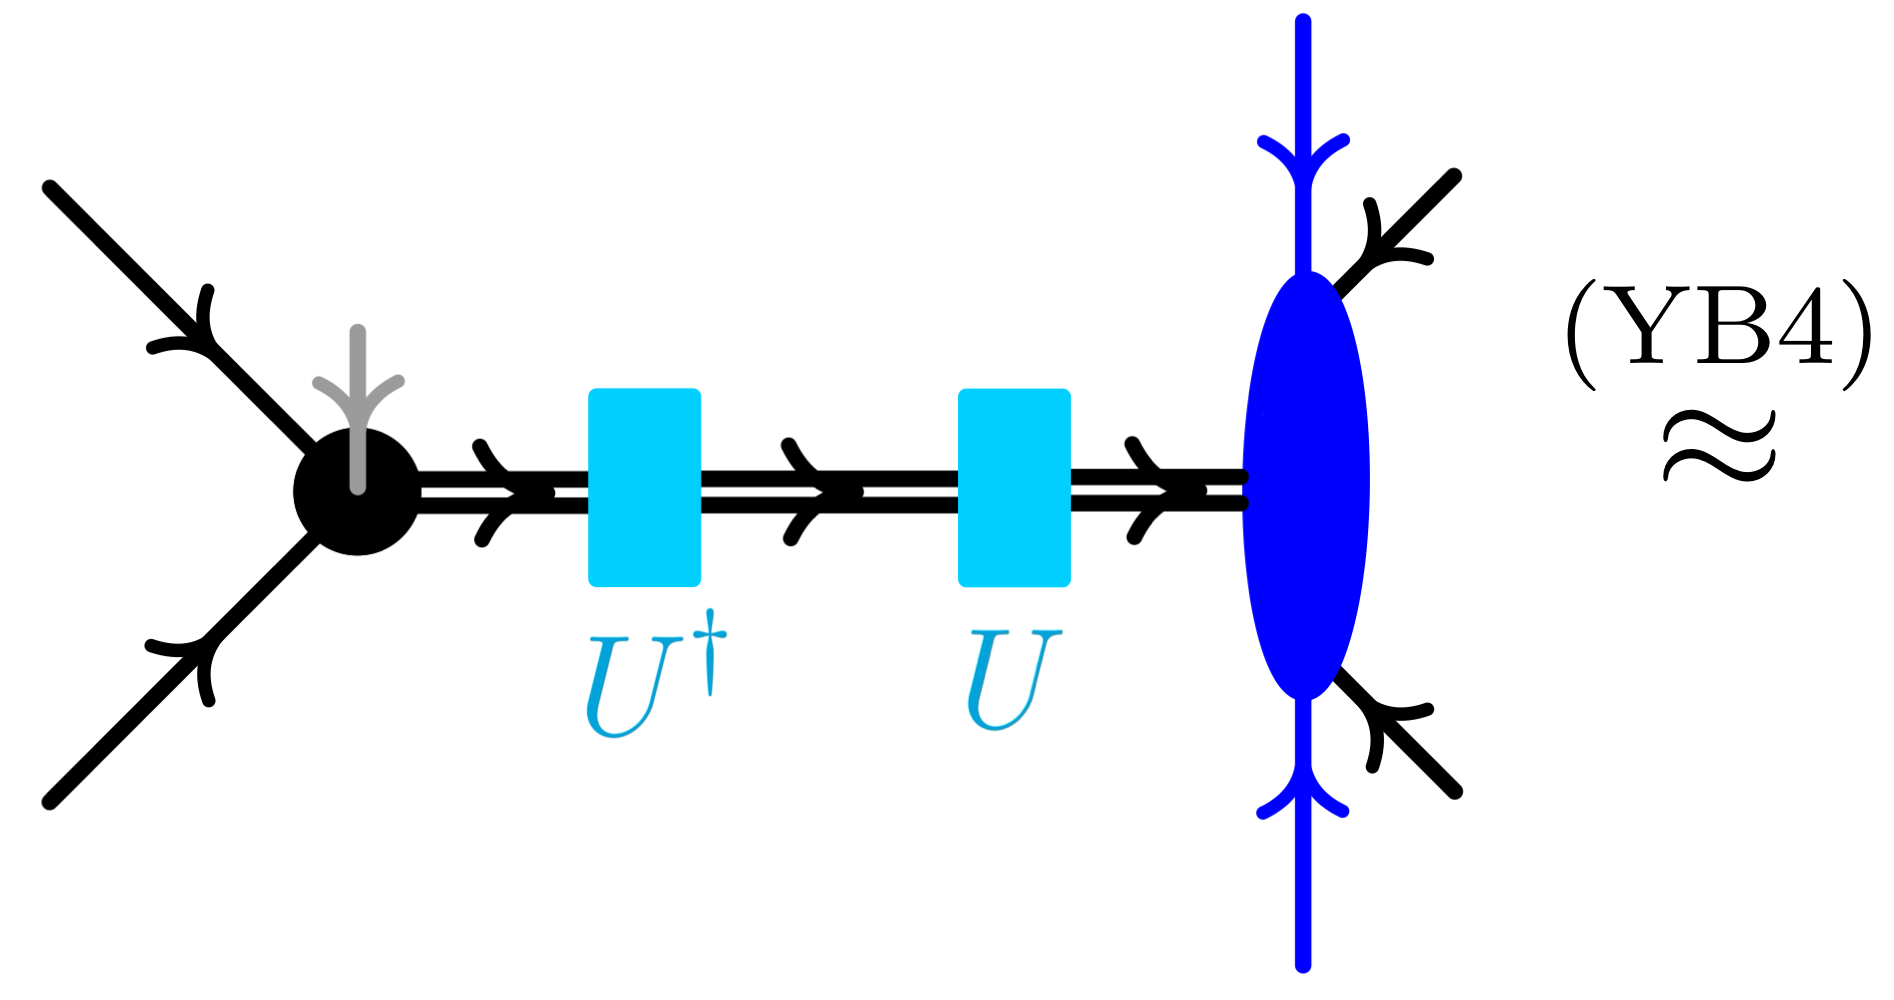 (YB4)
≈
U† U